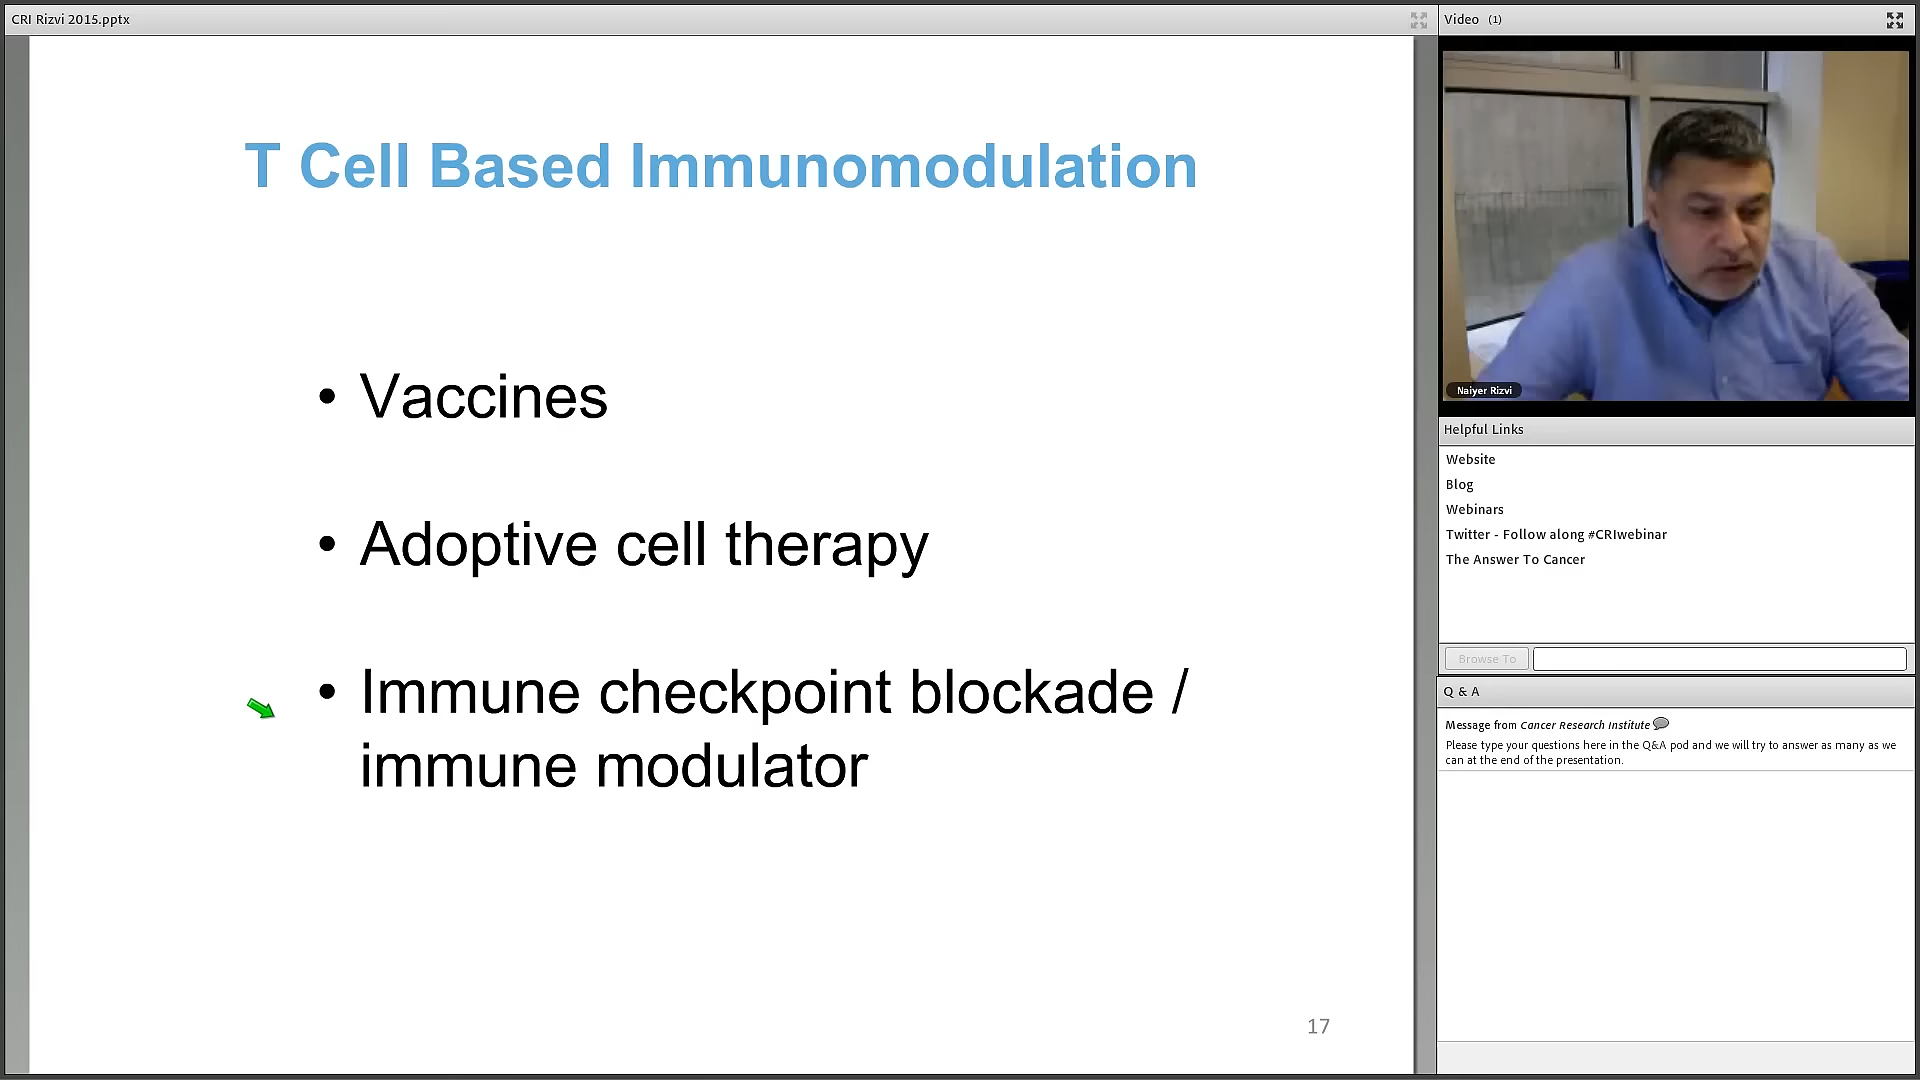 CRI Rizvi 2015.pptx
T Cell Based Immunomodulation
• Vaccines
• Adoptive cell therapy
• Immune checkpoint blockade /
immune modulator
17
Video (1)
Naiyer Rizvi
Helpful Links
Website
Blog
Webinars
Twitter - Follow along #CRIwebinar
The Answer To Cancer
Browse To
Q & A
Message from Cancer Research Institute
Please type your questions here in the Q&A pod and we will try to answer as many as we
can at the end of the presentation.